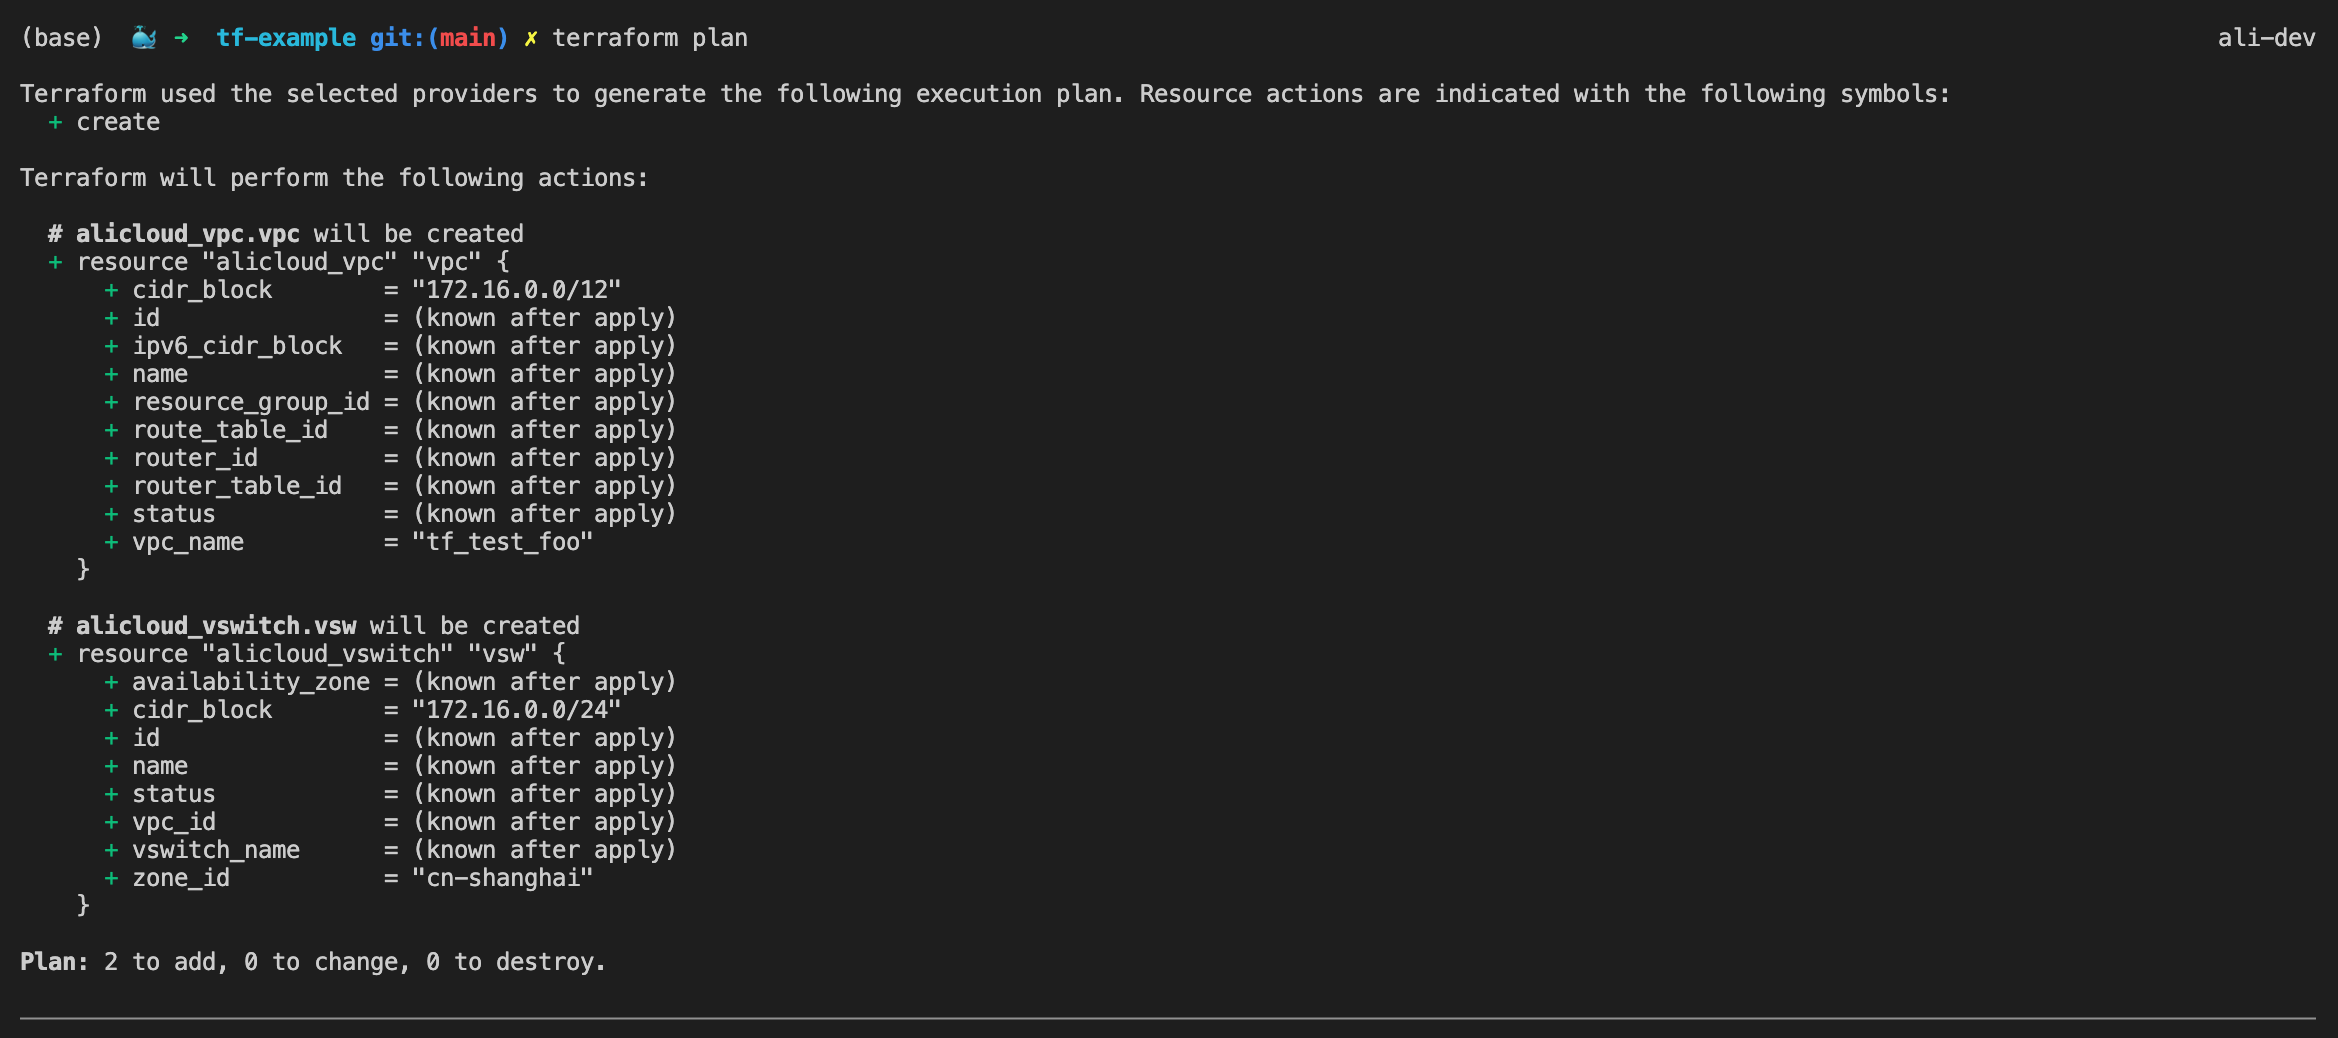 (base) 🐳 ➜ tf-example git:(main) ✗ terraform plan ali-dev
Terraform used the selected providers to generate the following execution plan. Resource actions are indicated with the following symbols:
+ create
Terraform will perform the following actions:
# alicloud_vpc.vpc will be created
+ resource "alicloud_vpc" "vpc" {
+ cidr_block = "172.16.0.0/12"
+ id = (known after apply)
+ ipv6_cidr_block = (known after apply)
+ name = (known after apply)
+ resource_group_id = (known after apply)
+ route_table_id = (known after apply)
+ router_id = (known after apply)
+ router_table_id = (known after apply)
+ status = (known after apply)
+ vpc_name = "tf_test_foo"
}
# alicloud_vswitch.vsw will be created
+ resource "alicloud_vswitch" "vsw" {
+ availability_zone = (known after apply)
+ cidr_block = "172.16.0.0/24"
+ id = (known after apply)
+ name = (known after apply)
+ status = (known after apply)
+ vpc_id = (known after apply)
+ vswitch_name = (known after apply)
+ zone_id = "cn-shanghai"
}
Plan: 2 to add, 0 to change, 0 to destroy.